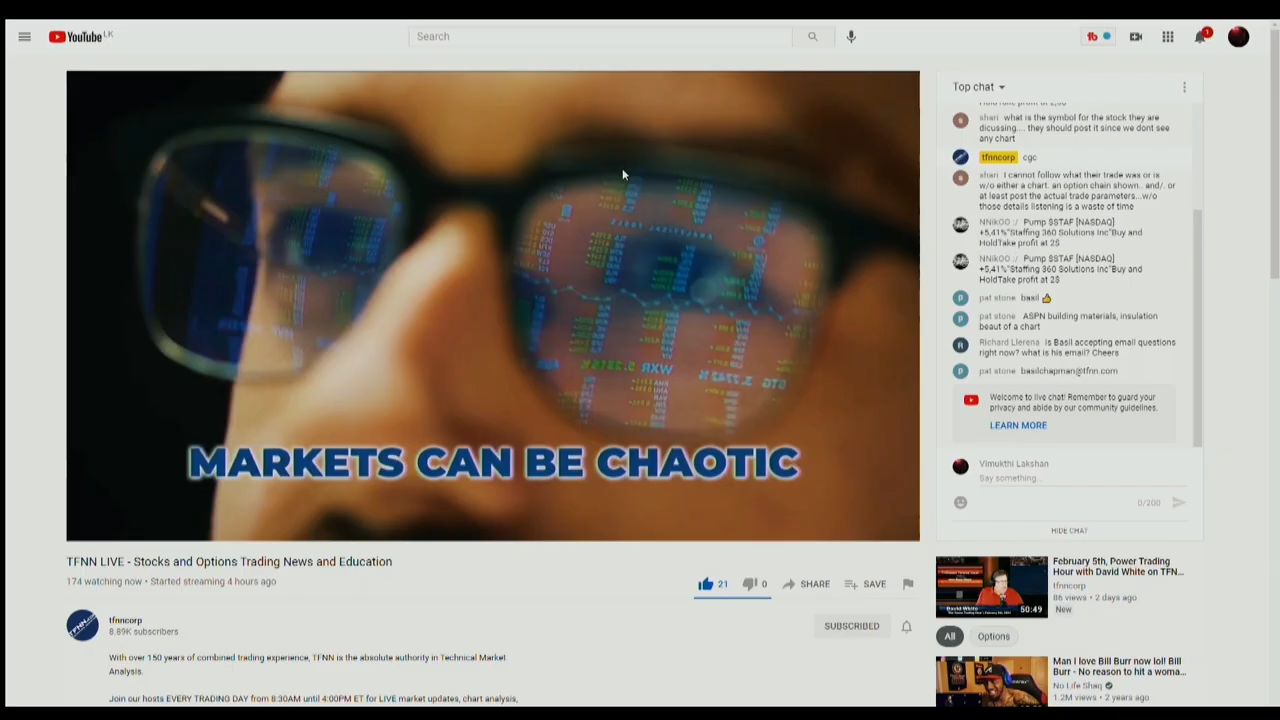 YouTube LK
Search
1
MARKETS CAN BE CHAOTIC
WXR
TFNN LIVE - Stocks and Options Trading News and Education
174 watching now • Started streaming 4 hours ago
21
0
SHARE
SAVE
tfnncorp
8.89K subscribers
SUBSCRIBED
With over 150 years of combined trading experience, TFNN is the absolute authority in Technical Market
Analysis.
Join our hosts EVERY TRADING DAY from 8:30AM until 4:00PM ET for LIVE market updates, chart analysis,
Top chat
shari what is the symbol for the stock they are
dicussing.... they should post it since we dont see
any chart
tfnncorp cgc
shari I cannot follow what their trade was or is
w/o either a chart. an option chain shown.. and/. or
at least post the actual trade parameters...w/o
those details listening is a waste of time
NNikOO :/ Pump $STAF [NASDAQ]
+5,41%"Staffing 360 Solutions Inc"Buy and
HoldTake profit at 2$
NNikOO :/ Pump $STAF [NASDAQ]
+5,41%"Staffing 360 Solutions Inc"Buy and
HoldTake profit at 2$
pat stone basil 👍
pat stone ASPN building materials, insulation
beaut of a chart
Richard Llerena Is Basil accepting email questions
right now? what is his email? Cheers
pat stone basilchapman@tfnn.com
Welcome to live chat! Remember to guard your
privacy and abide by our community guidelines.
LEARN MORE
Vimukthi Lakshan
Say something...
0/200
HIDE CHAT
February 5th, Power Trading
Hour with David White on TFN...
tfnncorp
86 views • 2 days ago
New
David White
50:49
All
Options
Man I love Bill Burr now lol! Bill
Burr - No reason to hit a woma...
No Life Shaq
1.2M views • 2 years ago